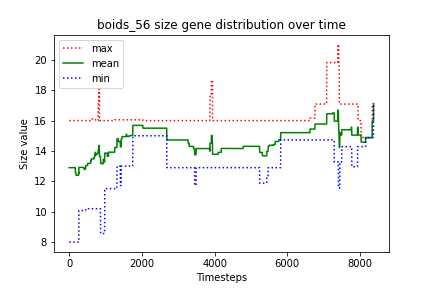 boids_56 size gene distribution over time
max
mean
min
Size value
20
18
16
14
12
10
8
0
2000
4000
6000
8000
Timesteps